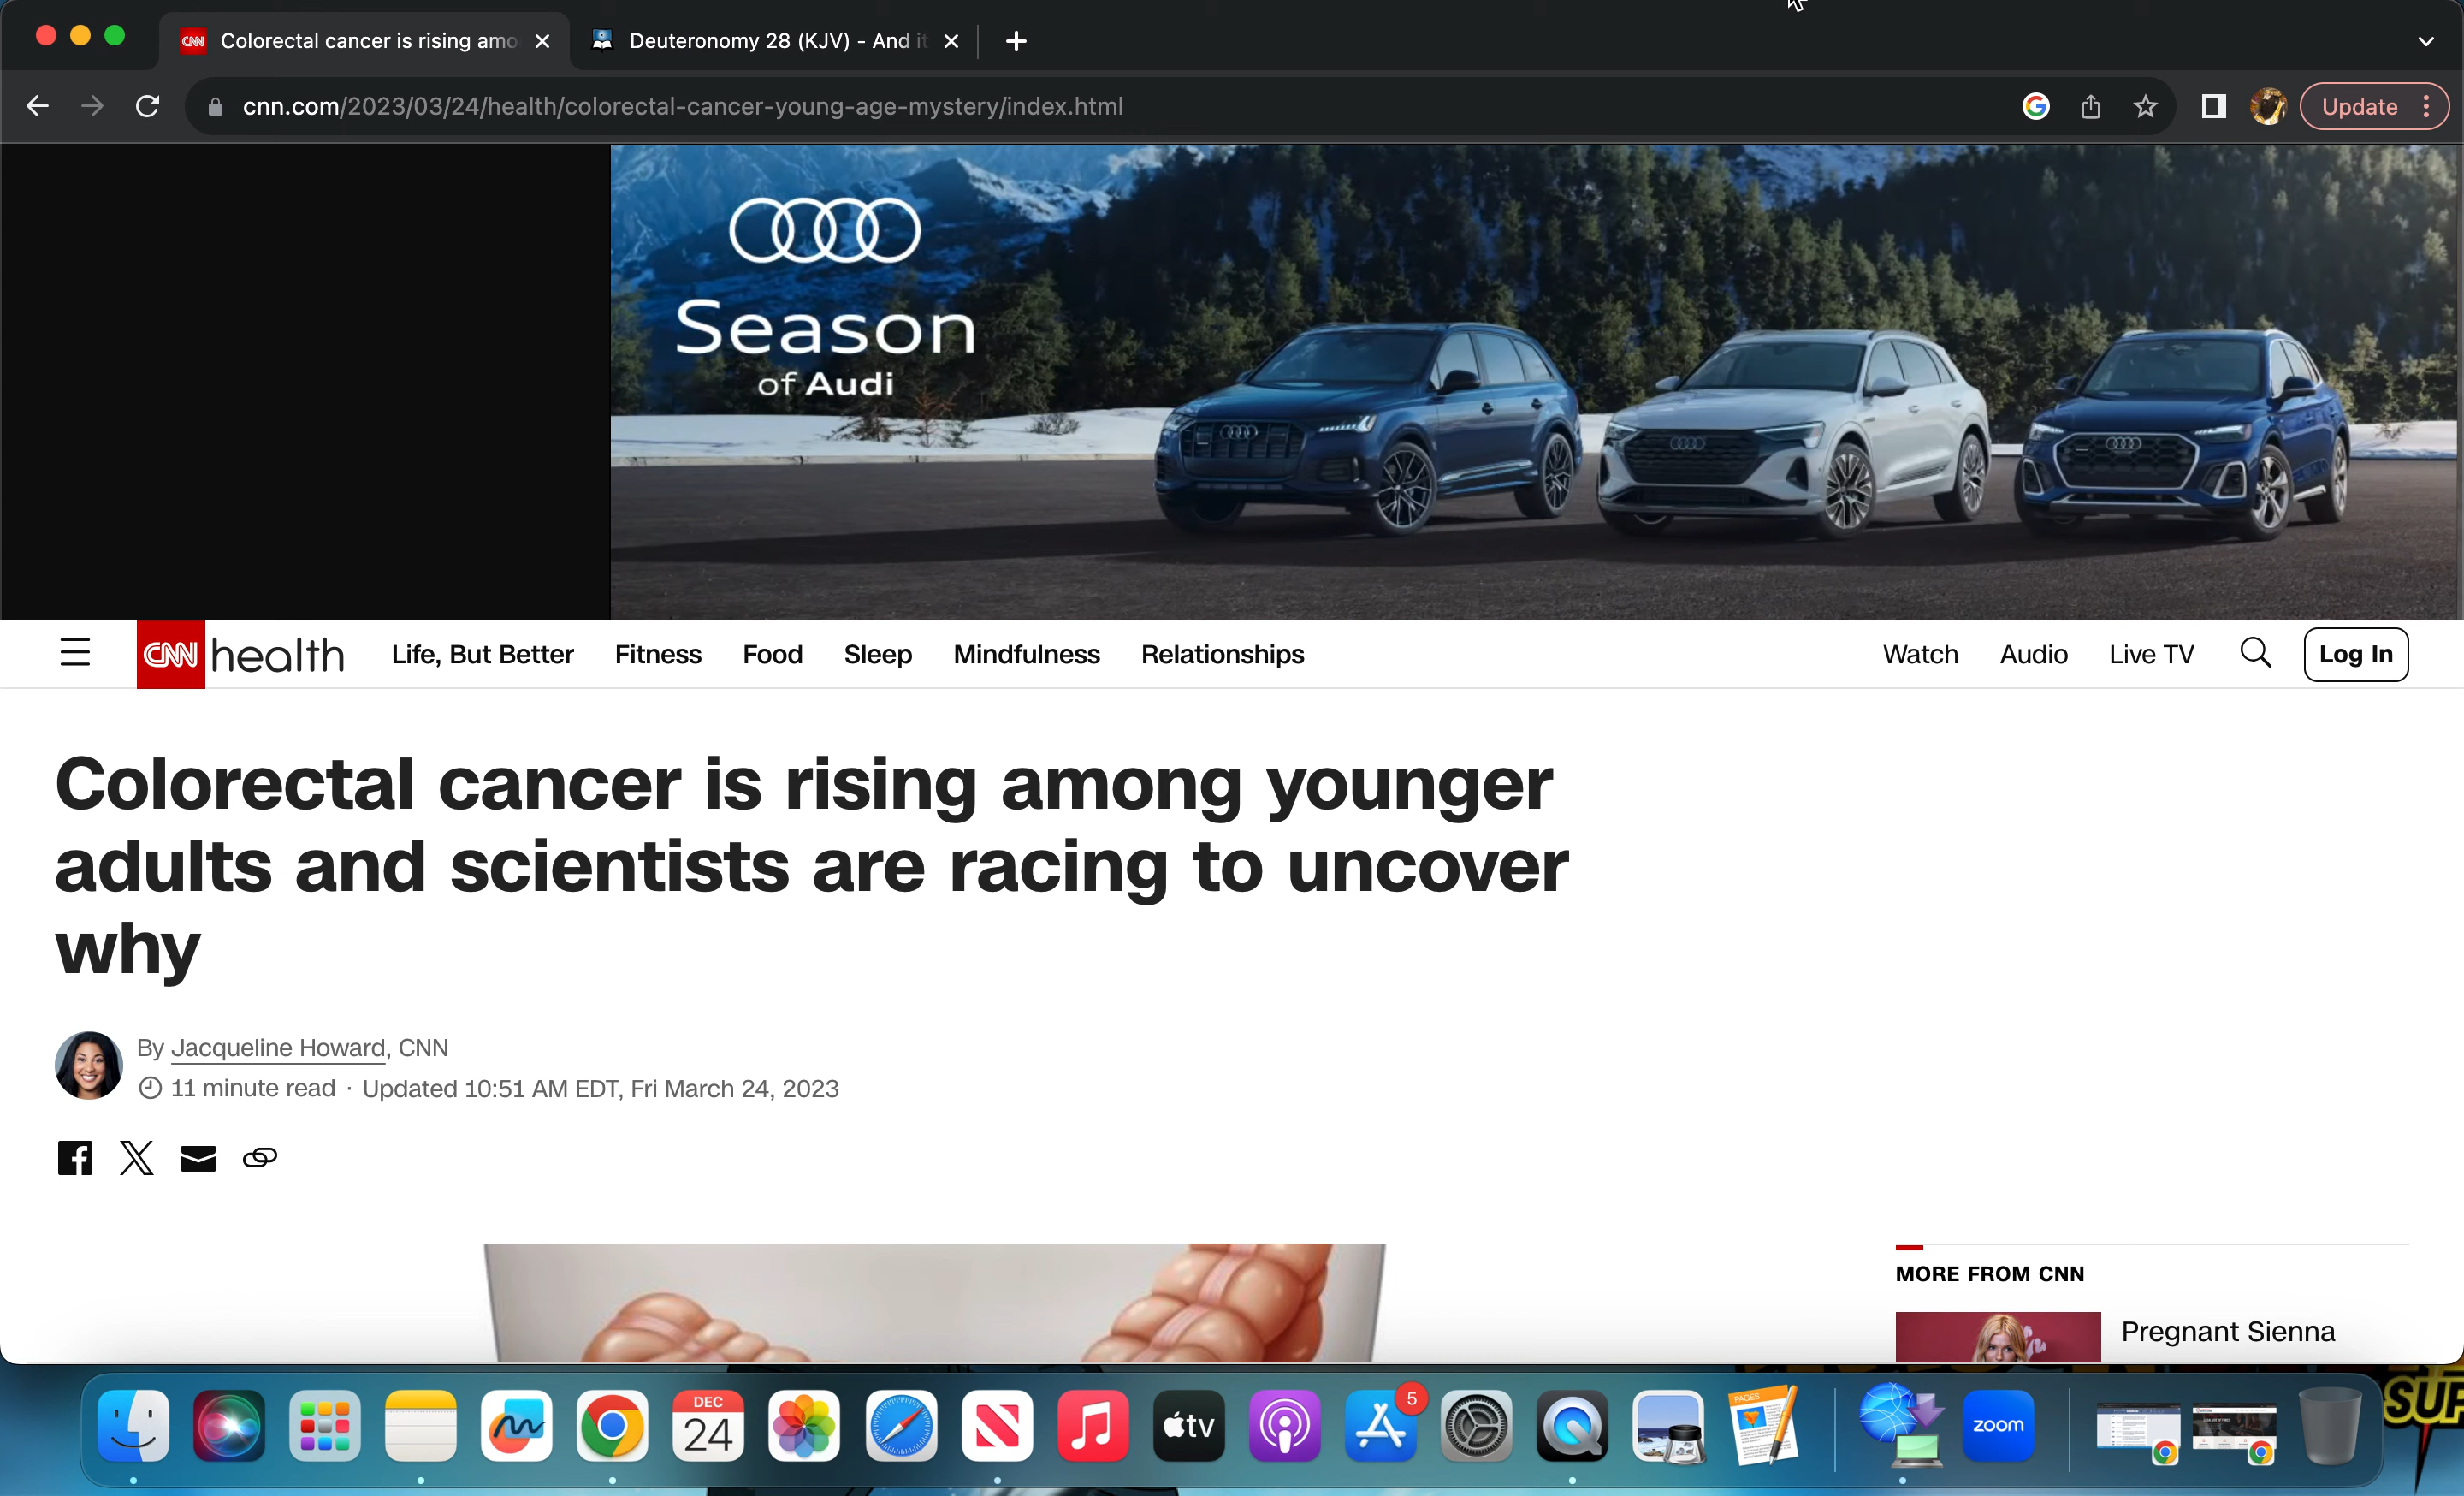 CNN Colorectal cancer is rising amo
Deuteronomy 28 (KJV) - And it
cnn.com/2023/03/24/health/colorectal-cancer-young-age-mystery/index.html
Update
Season
of Audi
CNN health Life, But Better Fitness Food Sleep Mindfulness Relationships Watch Audio Live TV Log In
Colorectal cancer is rising among younger
adults and scientists are racing to uncover
why
By Jacqueline Howard, CNN
11 minute read · Updated 10:51 AM EDT, Fri March 24, 2023
MORE FROM CNN
Pregnant Sienna
DEC
24
tv
5
PAGES
zoom
SUP